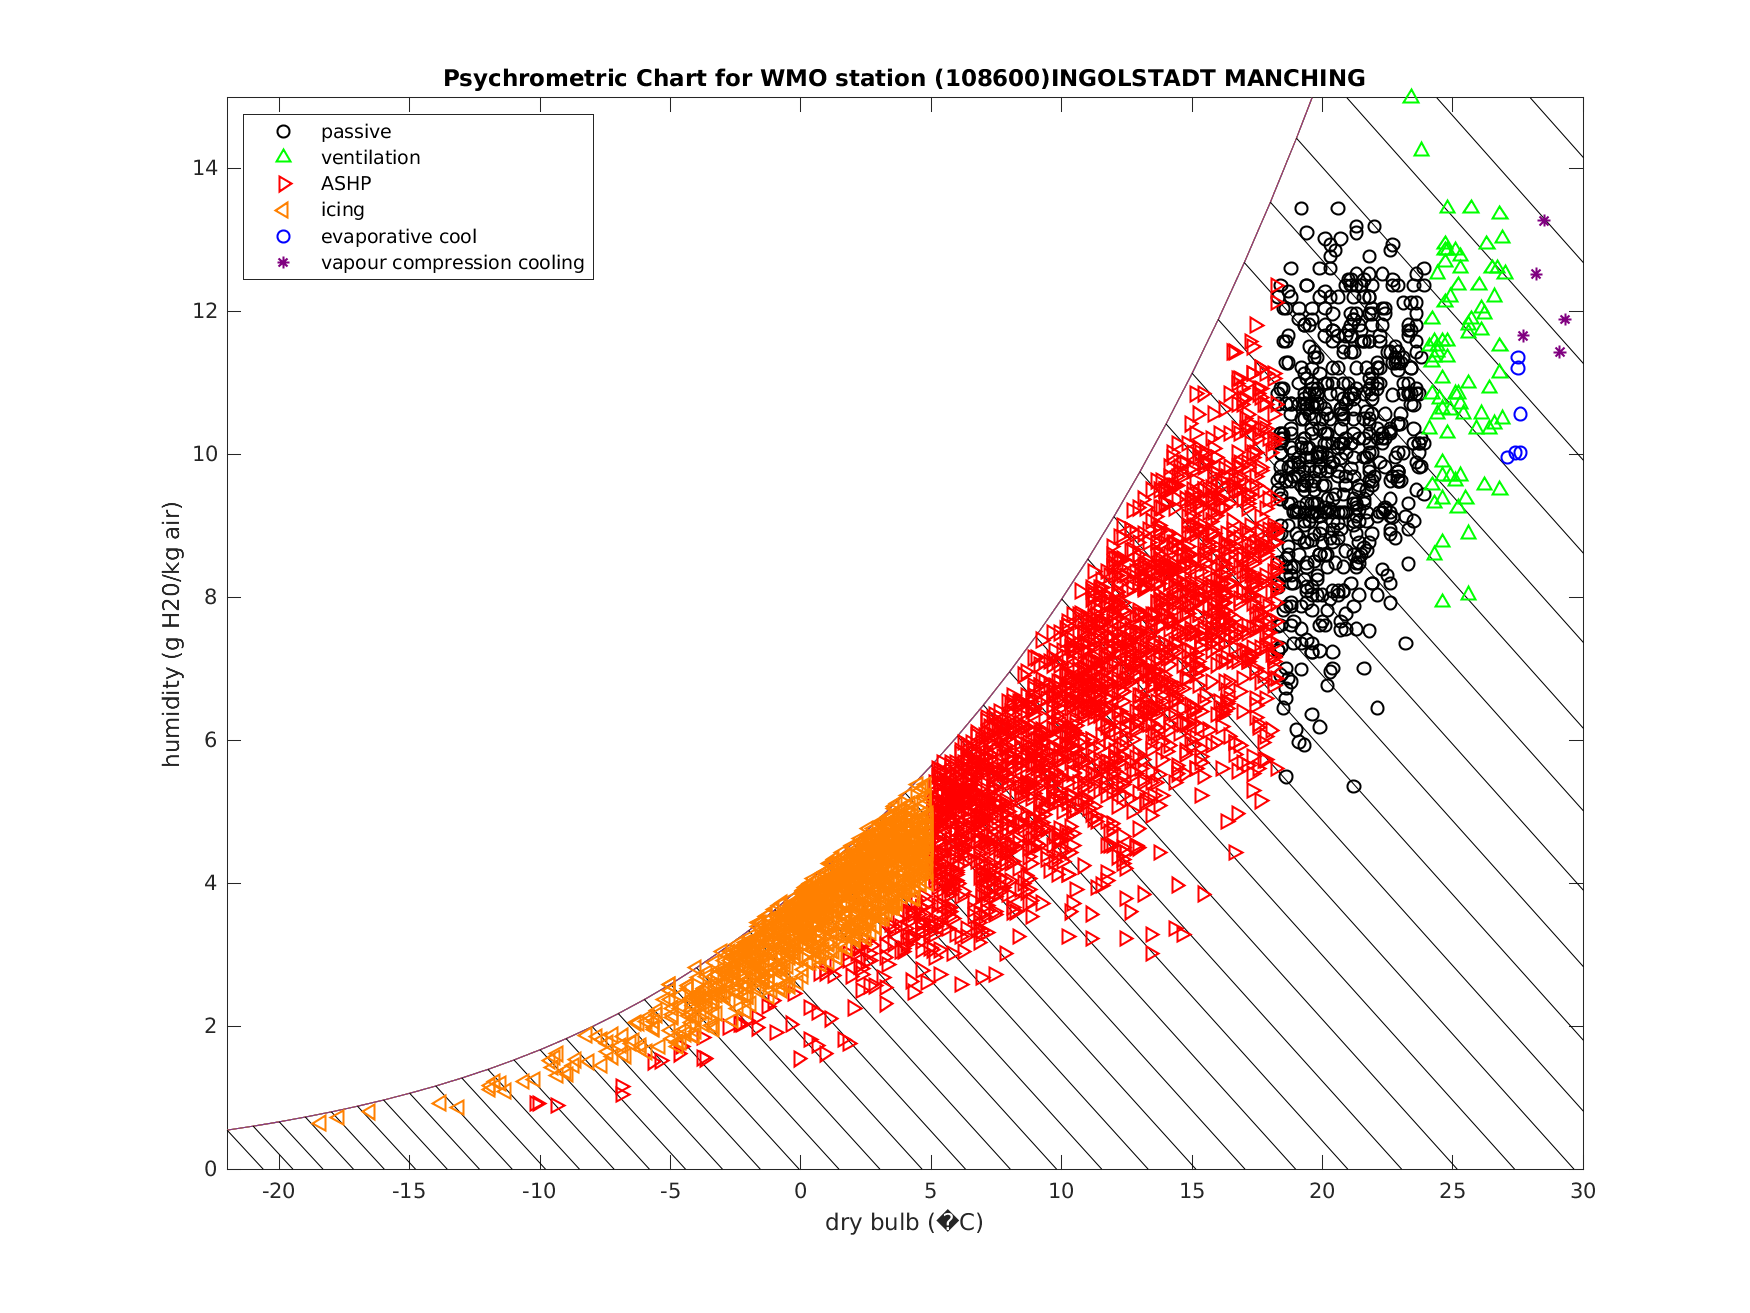 Psychrometric Chart for WMO station (108600)INGOLSTADT MANCHING
passive
ventilation
ASHP
icing
evaporative cool
vapour compression cooling
humidity (g H20/kg air)
14
12
10
8
6
4
2
0
-20 -15 -10 -5 0 5 10 15 20 25 30
dry bulb (�C)